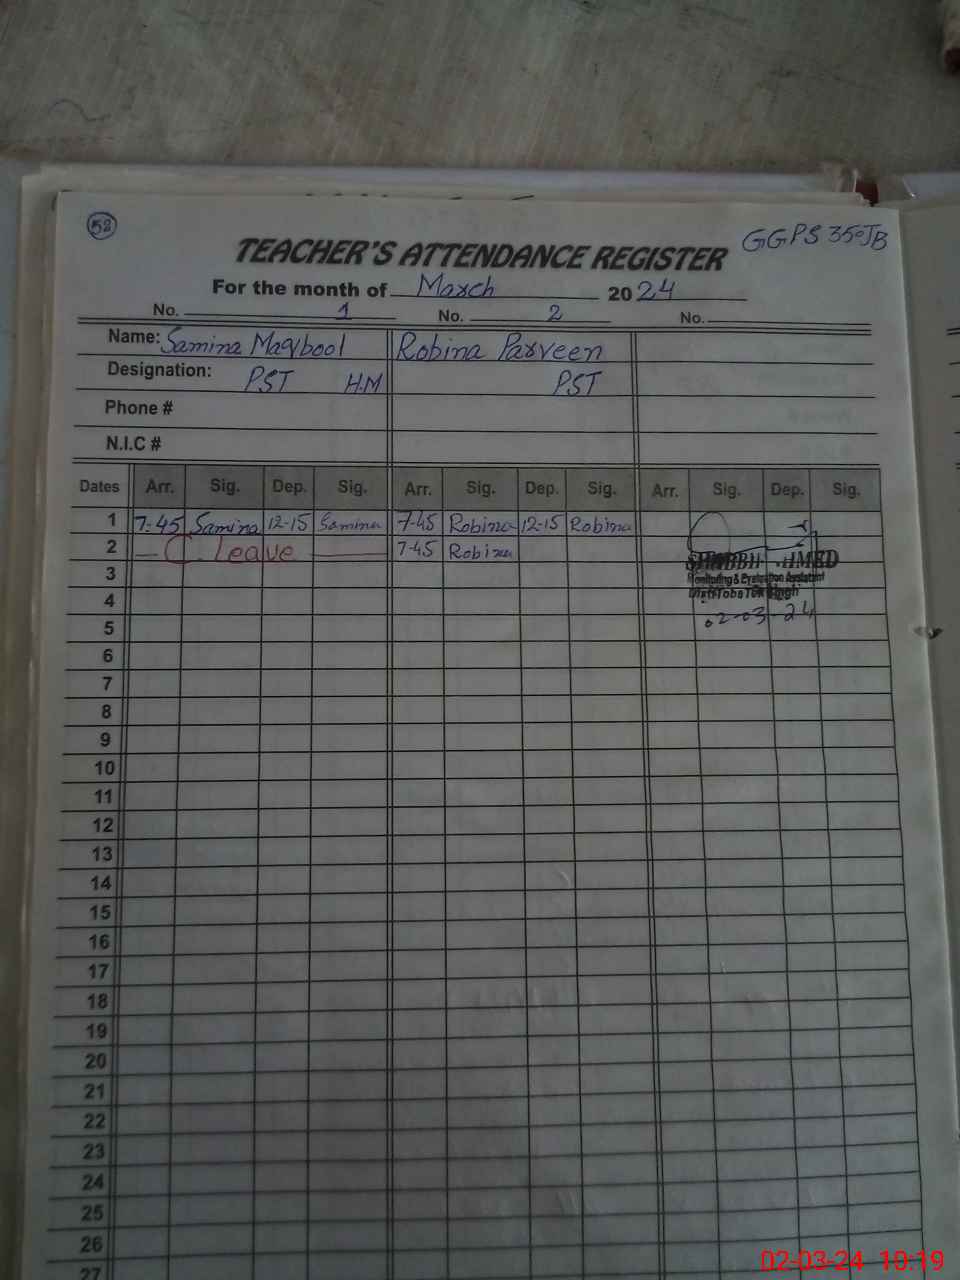 52
GGPS 350JB
TEACHER'S ATTENDANCE REGISTER
For the month of March 2024
No. 1 No. 2 No.
Name: Samina Maqbool Robina Parveen
Designation: PST H.M PST
Phone #
N.I.C #
Dates Arr. Sig. Dep. Sig. Arr. Sig. Dep. Sig. Arr. Sig. Dep. Sig.
1 7-45 Samina 12-15 Samina 7-45 Robina 12-15 Robina
2 C. Leave 7-45 Robina
Monitoring & Evaluation Assistant
3
4
02-03-24
5
6
7
8
9
10
11
12
13
14
15
16
17
18
19
20
21
22
23
24
25
26
27
02-03-24 10:19